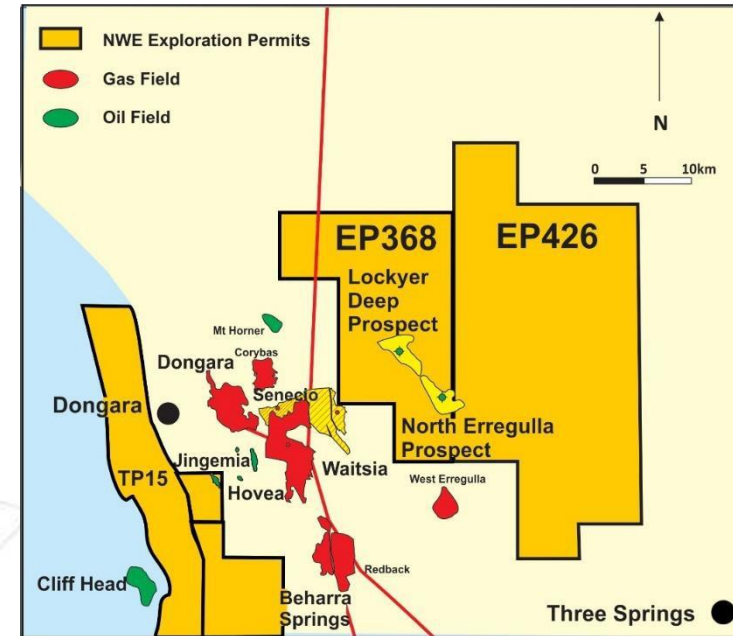 NWE Exploration Permits
Gas Field
Oil Field
N
0 5 10km
EP368
EP426
Lockyer
Deep
Prospect
Mt Horner
Corybas
Dongara
Senecio
Dongara
North Erregulla
Prospect
Jingemia
Waitsia
TP15
Hovea
West Erregulla
Redback
Cliff Head
Beharra
Springs
Three Springs